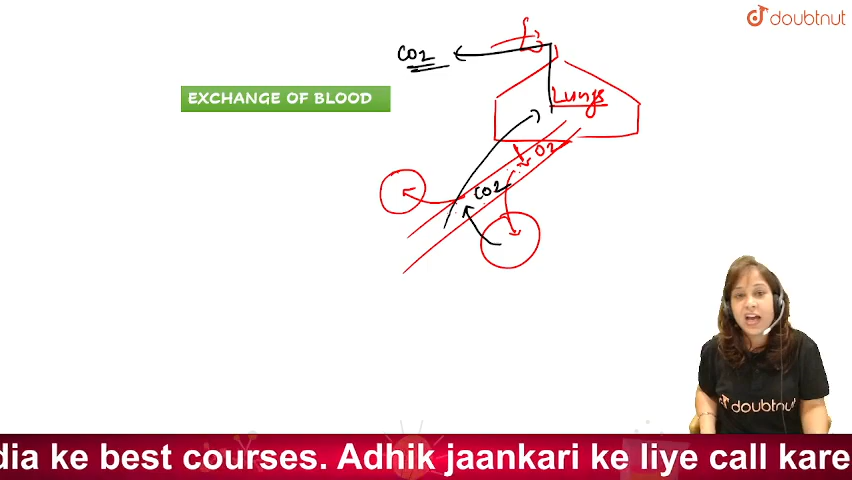 doubtnut
CO2
EXCHANGE OF BLOOD
Lungs
O2
CO2
doubtnut
dia ke best courses. Adhik jaankari ke liye call kare